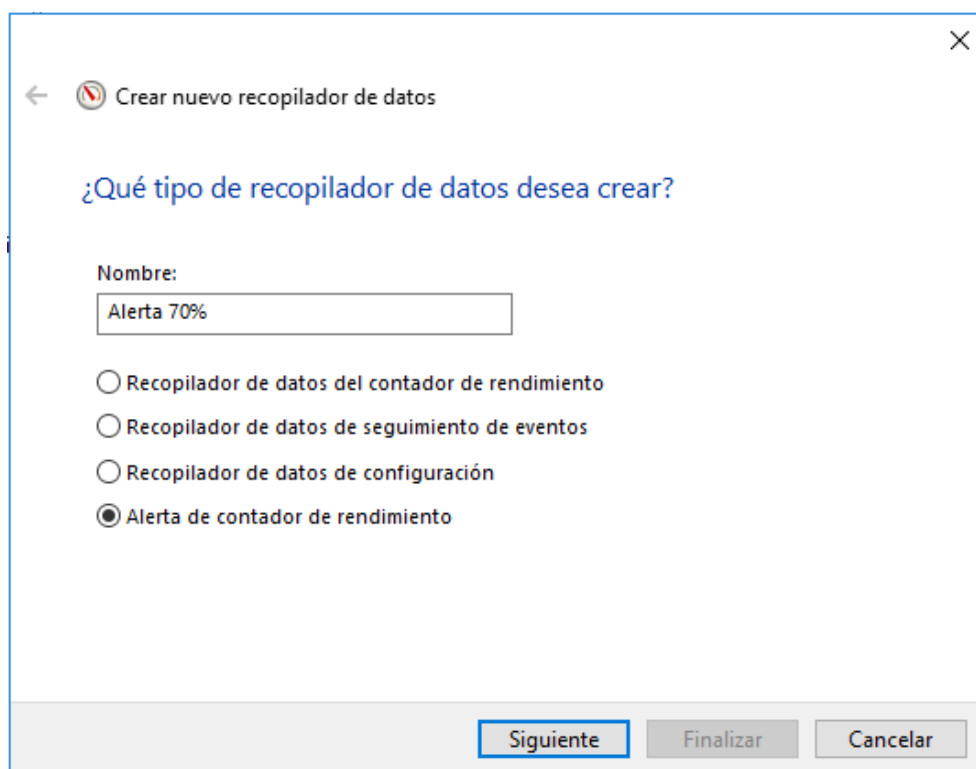 Crear nuevo recopilador de datos
¿Qué tipo de recopilador de datos desea crear?
Nombre:
Alerta 70%
Recopilador de datos del contador de rendimiento
Recopilador de datos de seguimiento de eventos
Recopilador de datos de configuración
Alerta de contador de rendimiento
Siguiente
Finalizar
Cancelar